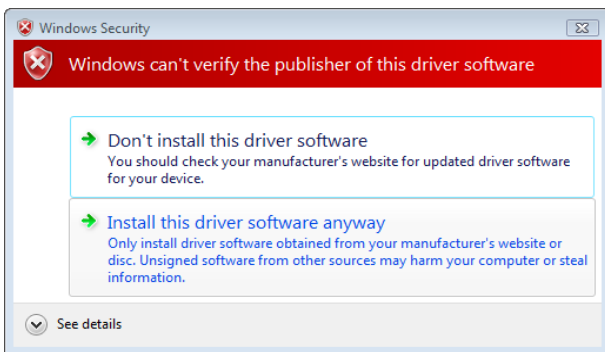 Windows Security
Windows can't verify the publisher of this driver software
Don't install this driver software
You should check your manufacturer's website for updated driver software
for your device.
Install this driver software anyway
Only install driver software obtained from your manufacturer's website or
disc. Unsigned software from other sources may harm your computer or steal
information.
See details